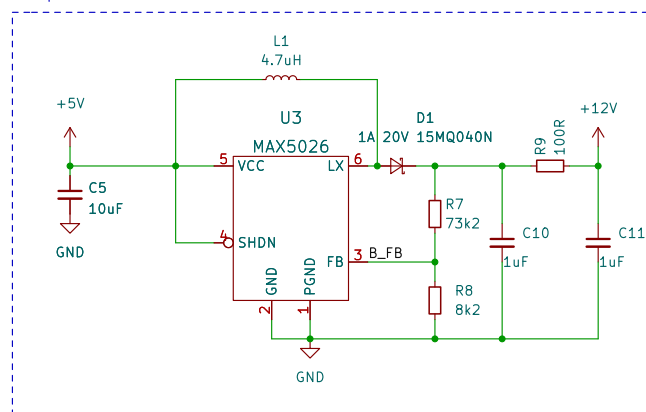 L1
4.7uH
+5V
U3
MAX5026
D1
1A 20V 15MQ040N
+12V
R9
100R
5
VCC
LX
6
C5
10uF
GND
4
SHDN
R7
73k2
C10
1uF
C11
1uF
FB
3
B_FB
GND
PGND
2
1
R8
8k2
GND